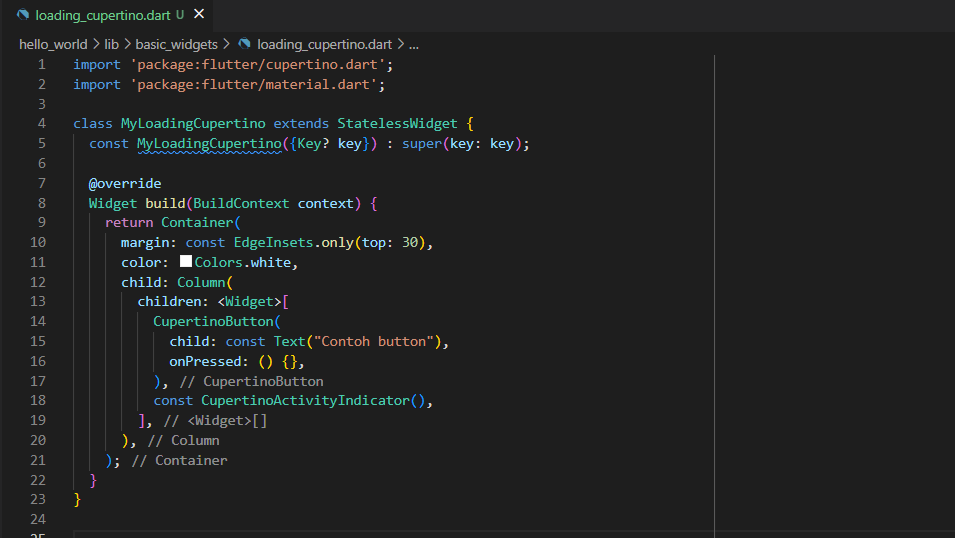 loading_cupertino.dart U ×
hello_world > lib > basic_widgets > loading_cupertino.dart > ...
1 import 'package:flutter/cupertino.dart';
2 import 'package:flutter/material.dart';
3
4 class MyLoadingCupertino extends StatelessWidget {
5   const MyLoadingCupertino({Key? key}) : super(key: key);
6
7   @override
8   Widget build(BuildContext context) {
9     return Container(
10       margin: const EdgeInsets.only(top: 30),
11       color: Colors.white,
12       child: Column(
13         children: <Widget>[
14           CupertinoButton(
15             child: const Text("Contoh button"),
16             onPressed: () {},
17           ), // CupertinoButton
18           const CupertinoActivityIndicator(),
19         ], // <Widget>[]
20       ), // Column
21     ); // Container
22   }
23 }
24
25